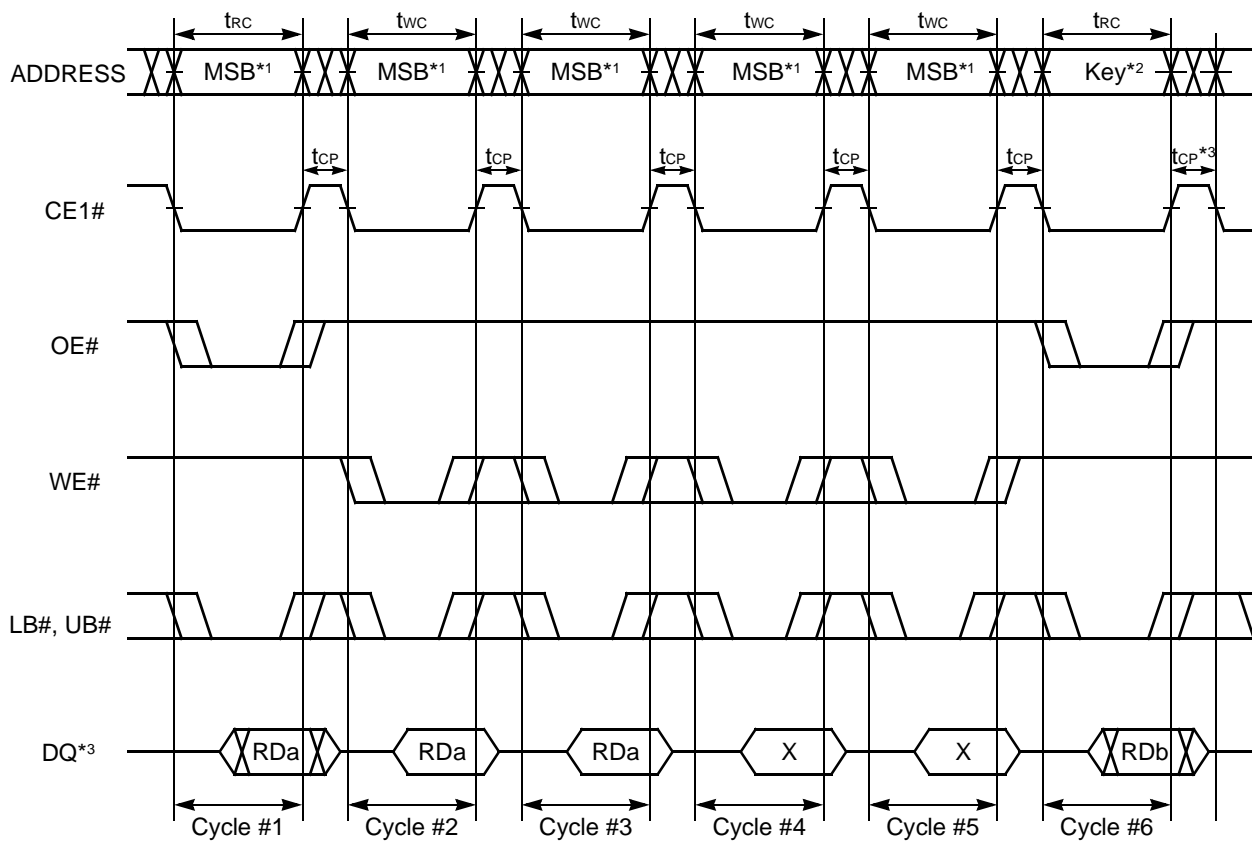 tRC tWC tWC tWC tWC tRC
ADDRESS MSB*1 MSB*1 MSB*1 MSB*1 MSB*1 Key*2
tCP tCP tCP tCP tCP tCP*3
CE1#
OE#
WE#
LB#, UB#
DQ*3 RDa RDa RDa X X RDb
Cycle #1 Cycle #2 Cycle #3 Cycle #4 Cycle #5 Cycle #6